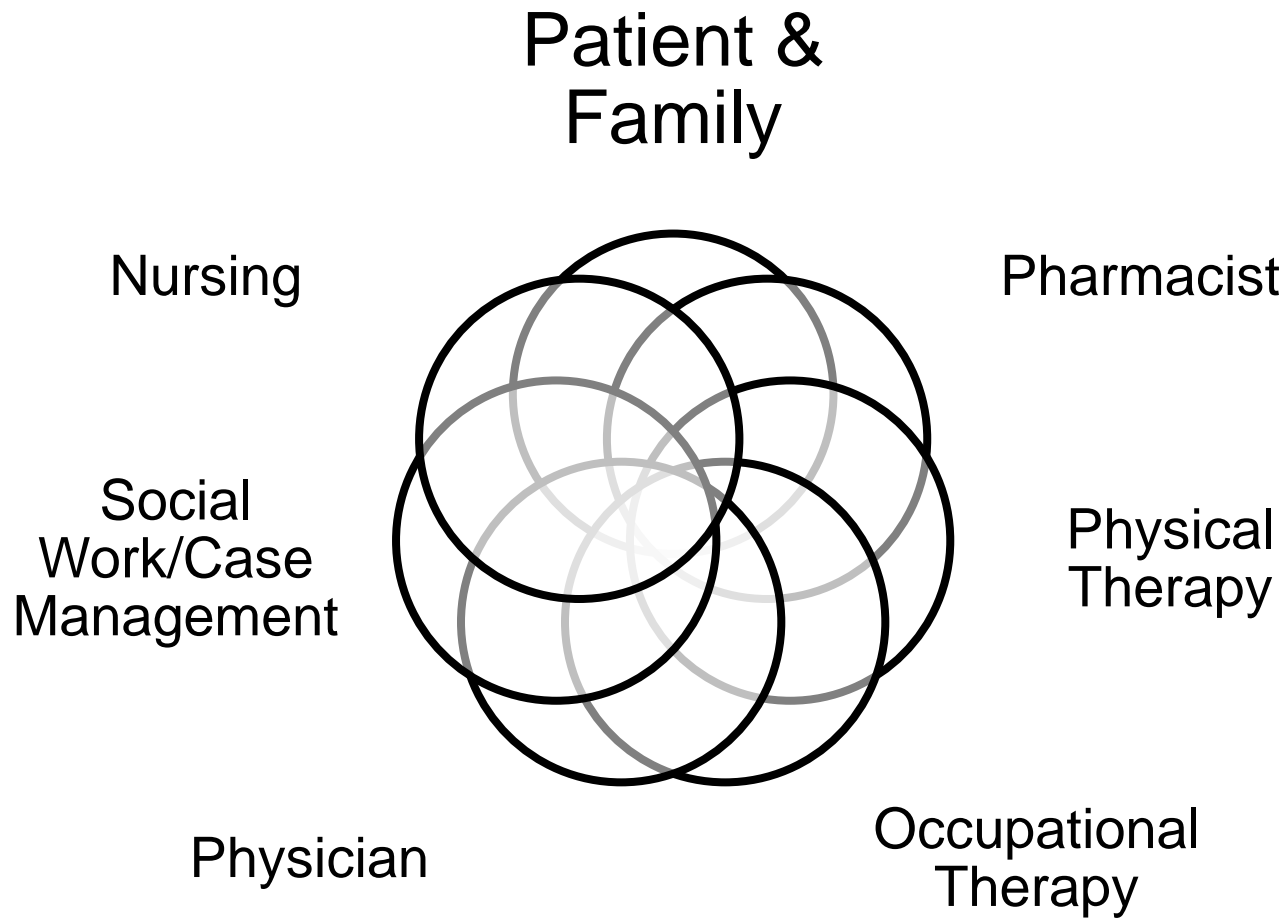 Patient &
Family
Nursing
Pharmacist
Social
Work/Case
Management
Physical
Therapy
Physician
Occupational
Therapy